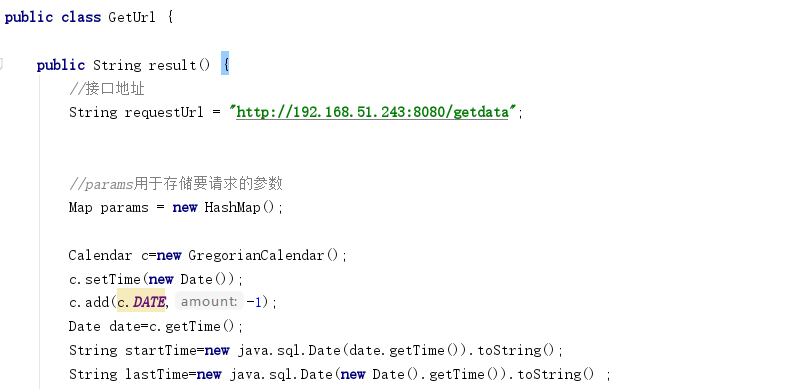 public class GetUrl {
public String result() {
//接口地址
String requestUrl = "http://192.168.51.243:8080/getdata";
//params用于存储要请求的参数
Map params = new HashMap();
Calendar c=new GregorianCalendar();
c.setTime(new Date());
c.add(c.DATE, amount: -1);
Date date=c.getTime();
String startTime=new java.sql.Date(date.getTime()).toString();
String lastTime=new java.sql.Date(new Date().getTime()).toString() ;